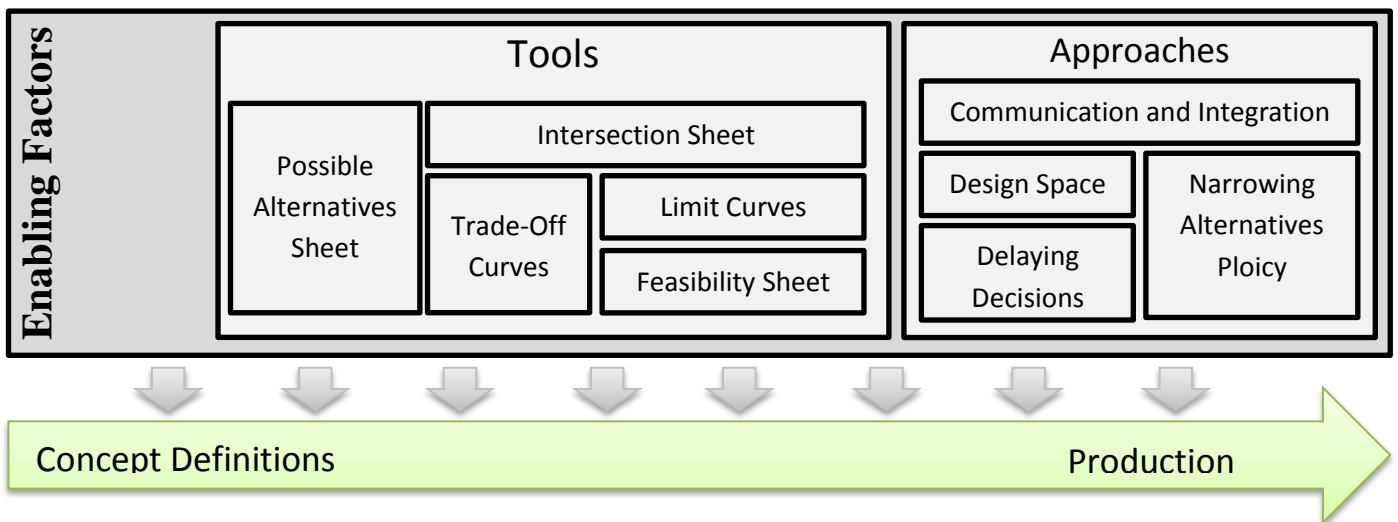 Enabling Factors
Tools
Possible
Alternatives
Sheet
Intersection Sheet
Trade-Off
Curves
Limit Curves
Feasibility Sheet
Approaches
Communication and Integration
Design Space
Delaying
Decisions
Narrowing
Alternatives
Ploicy
Concept Definitions
Production